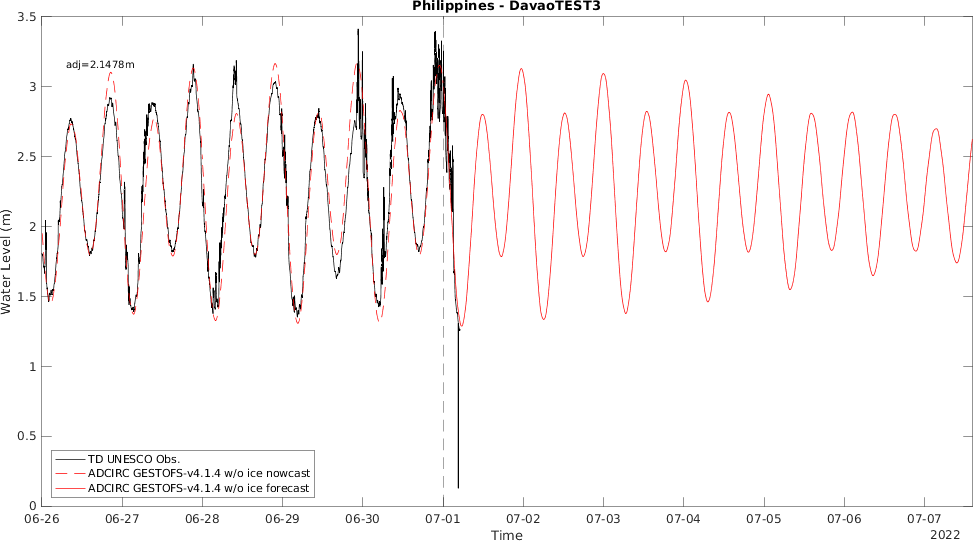 Philippines - DavaoTEST3
adj=2.1478m
3.5
3
2.5
2
1.5
1
0.5
0
Water Level (m)
TD UNESCO Obs.
ADCIRC GESTOFS-v4.1.4 w/o ice nowcast
ADCIRC GESTOFS-v4.1.4 w/o ice forecast
06-26 06-27 06-28 06-29 06-30 07-01 07-02 07-03 07-04 07-05 07-06 07-07
Time
2022